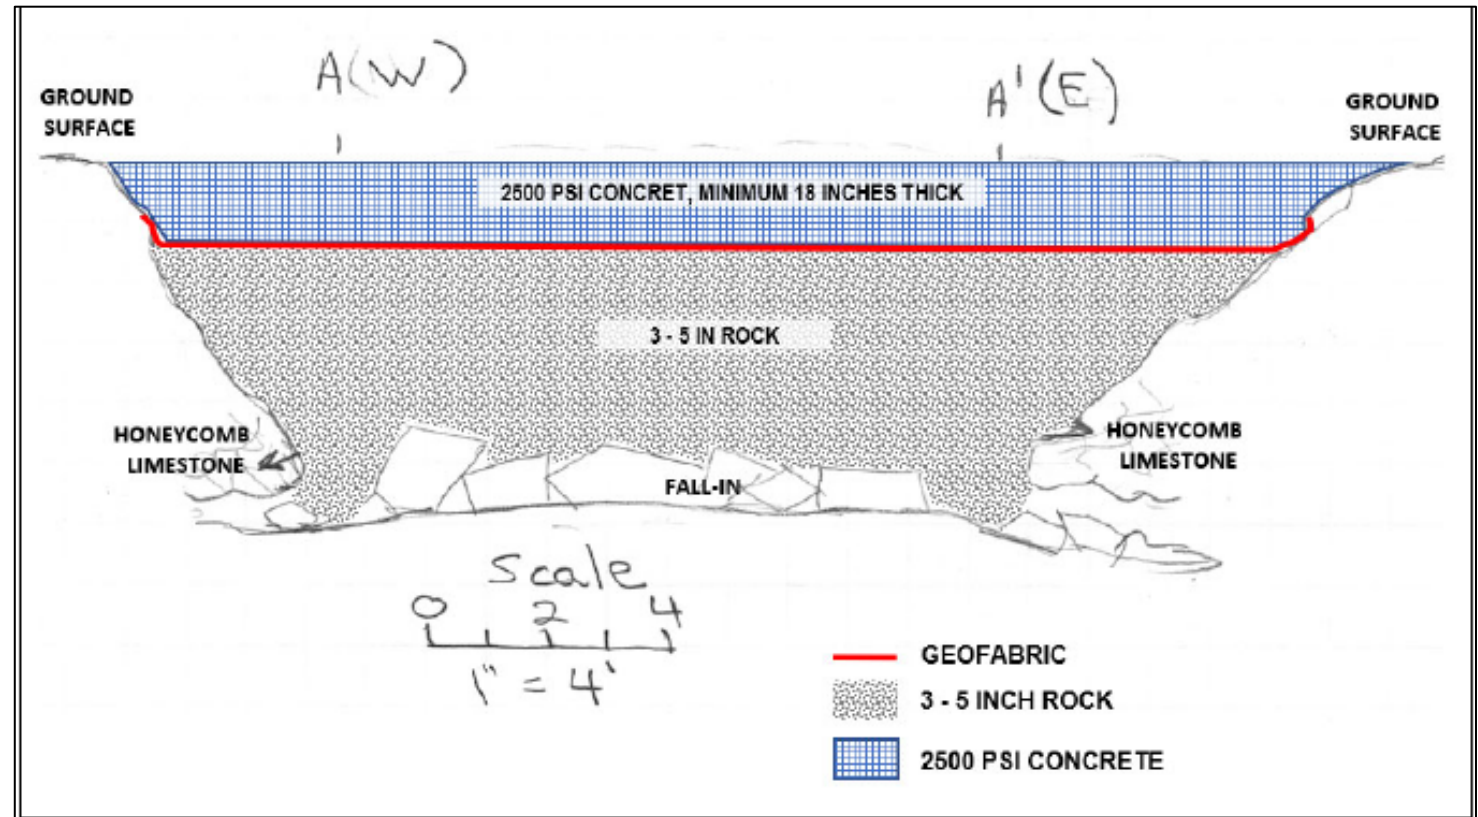 A(W)
A'(E)
GROUND
SURFACE
GROUND
SURFACE
2500 PSI CONCRET, MINIMUM 18 INCHES THICK
3 - 5 IN ROCK
HONEYCOMB
LIMESTONE
HONEYCOMB
LIMESTONE
FALL-IN
Scale
0 2 4
1" = 4'
GEOFABRIC
3 - 5 INCH ROCK
2500 PSI CONCRETE